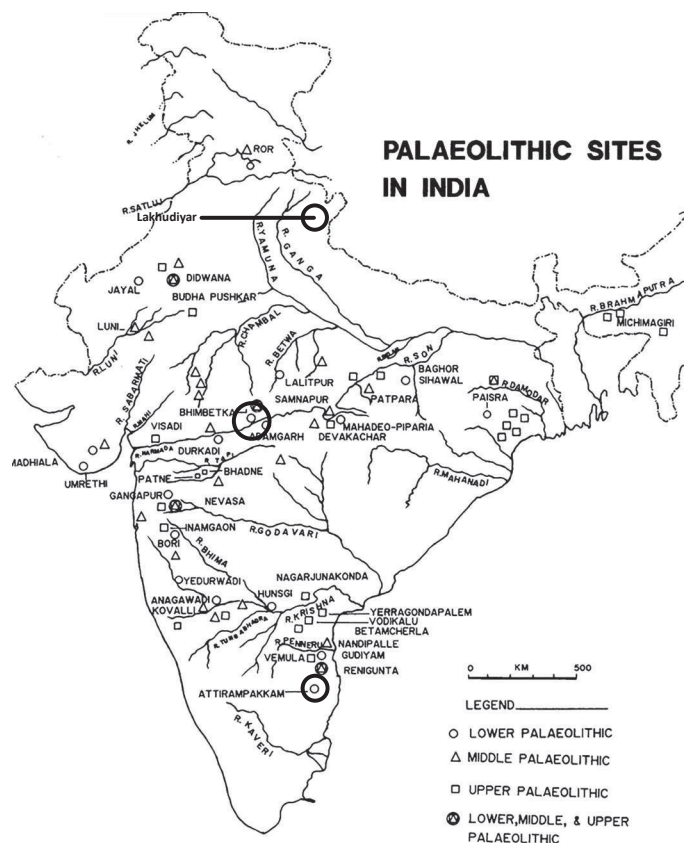 PALAEOLITHIC SITES
IN INDIA
R.JHELUM
ROR
R.SATLUJ
Lakhudiyar
R.YAMUNA
R. GANGA
JAYAL
DIDWANA
BUDHA PUSHKAR
R.BRAHMAPUTRA
MICHIMAGIRI
LUNI
R.LUNI
R.CHAMBAL
R.BETWA
R. SON
R. SABARMATI
LALITPUR
BAGHOR
SIHAWAL
SAMNAPUR
PATPARA
R.DAMODAR
PAISRA
R.MAHI
BHIMBETKA
VISADI
ADAMGARH
MAHADEO-PIPARIA
DEVAKACHAR
MADHIALA
UMRETHI
R.NARMADA
DURKADI
R. TAPI
PATNE
BHADNE
R.MAHANADI
GANGAPUR
NEVASA
INAMGAON
BORI
R.GODAVARI
R.BHIMA
YEDURWADI
NAGARJUNAKONDA
ANAGAWADI
HUNSGI
KOVALLI
R.KRISHNA
YERRAGONDAPALEM
VODIKALU
BETAMCHERLA
R.TUNGABHADRA
R.PENNERU
NANDIPALLE
VEMULA
GUDIYAM
RENIGUNTA
ATTIRAMPAKKAM
R. KAVERI
0 KM 500
LEGEND
LOWER PALAEOLITHIC
MIDDLE PALAEOLITHIC
UPPER PALAEOLITHIC
LOWER,MIDDLE, & UPPER
PALAEOLITHIC